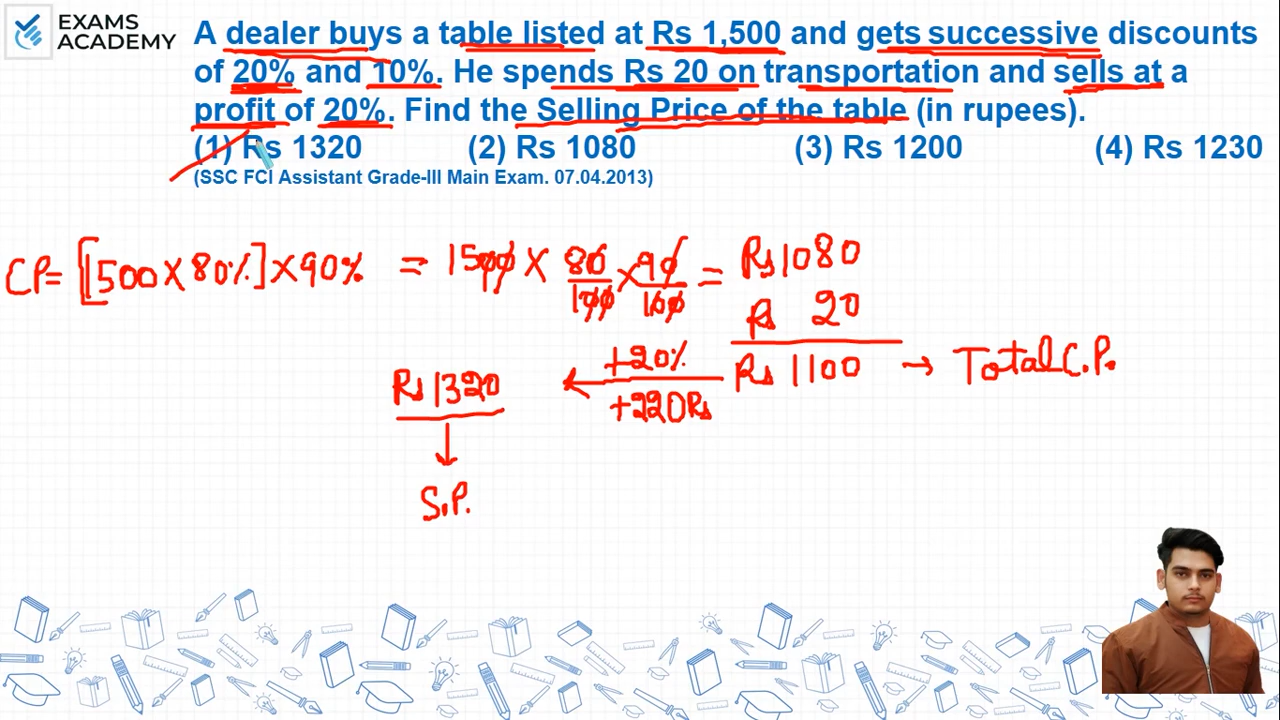 EXAMS
ACADEMY
A dealer buys a table listed at Rs 1,500 and gets successive discounts
of 20% and 10%. He spends Rs 20 on transportation and sells at a
profit of 20%. Find the Selling Price of the table (in rupees).
(1) Rs 1320 (2) Rs 1080 (3) Rs 1200 (4) Rs 1230
(SSC FCI Assistant Grade-III Main Exam. 07.04.2013)
CP= [1500 X 80%] X 90% = 1500 X 80/100 X 90/100 = Rs 1080
Rs 20
Rs 1100 → Total C.P.
+20%
+220Rs
Rs 1320
S.P.